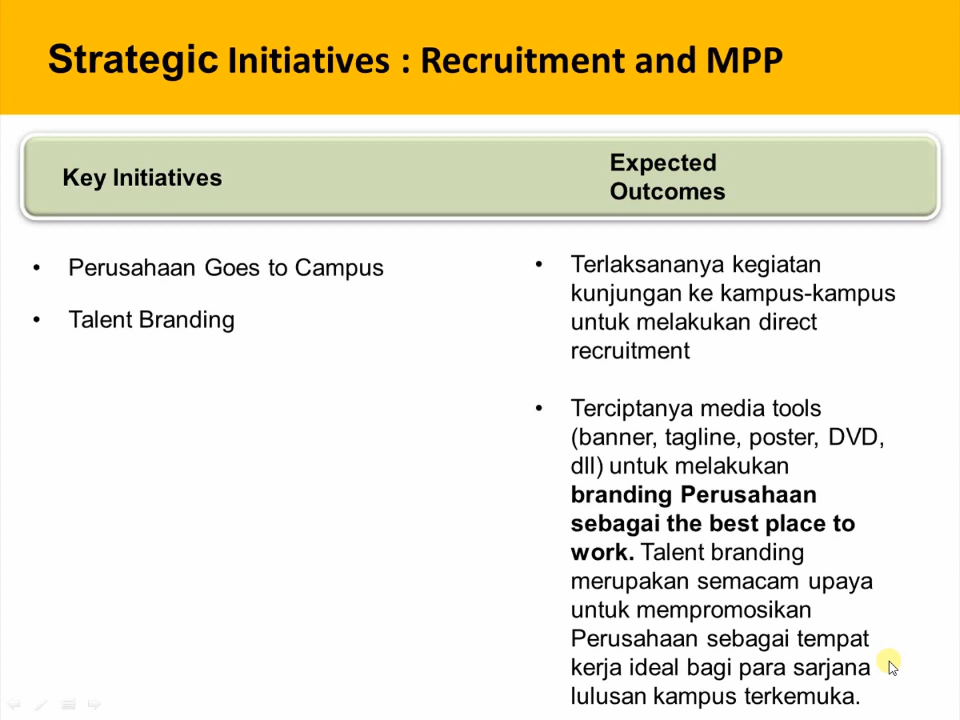 Strategic Initiatives : Recruitment and MPP
Key Initiatives
Expected
Outcomes
• Perusahaan Goes to Campus
• Talent Branding
• Terlaksananya kegiatan
kunjungan ke kampus-kampus
untuk melakukan direct
recruitment
• Terciptanya media tools
(banner, tagline, poster, DVD,
dll) untuk melakukan
branding Perusahaan
sebagai the best place to
work. Talent branding
merupakan semacam upaya
untuk mempromosikan
Perusahaan sebagai tempat
kerja ideal bagi para sarjana
lulusan kampus terkemuka.